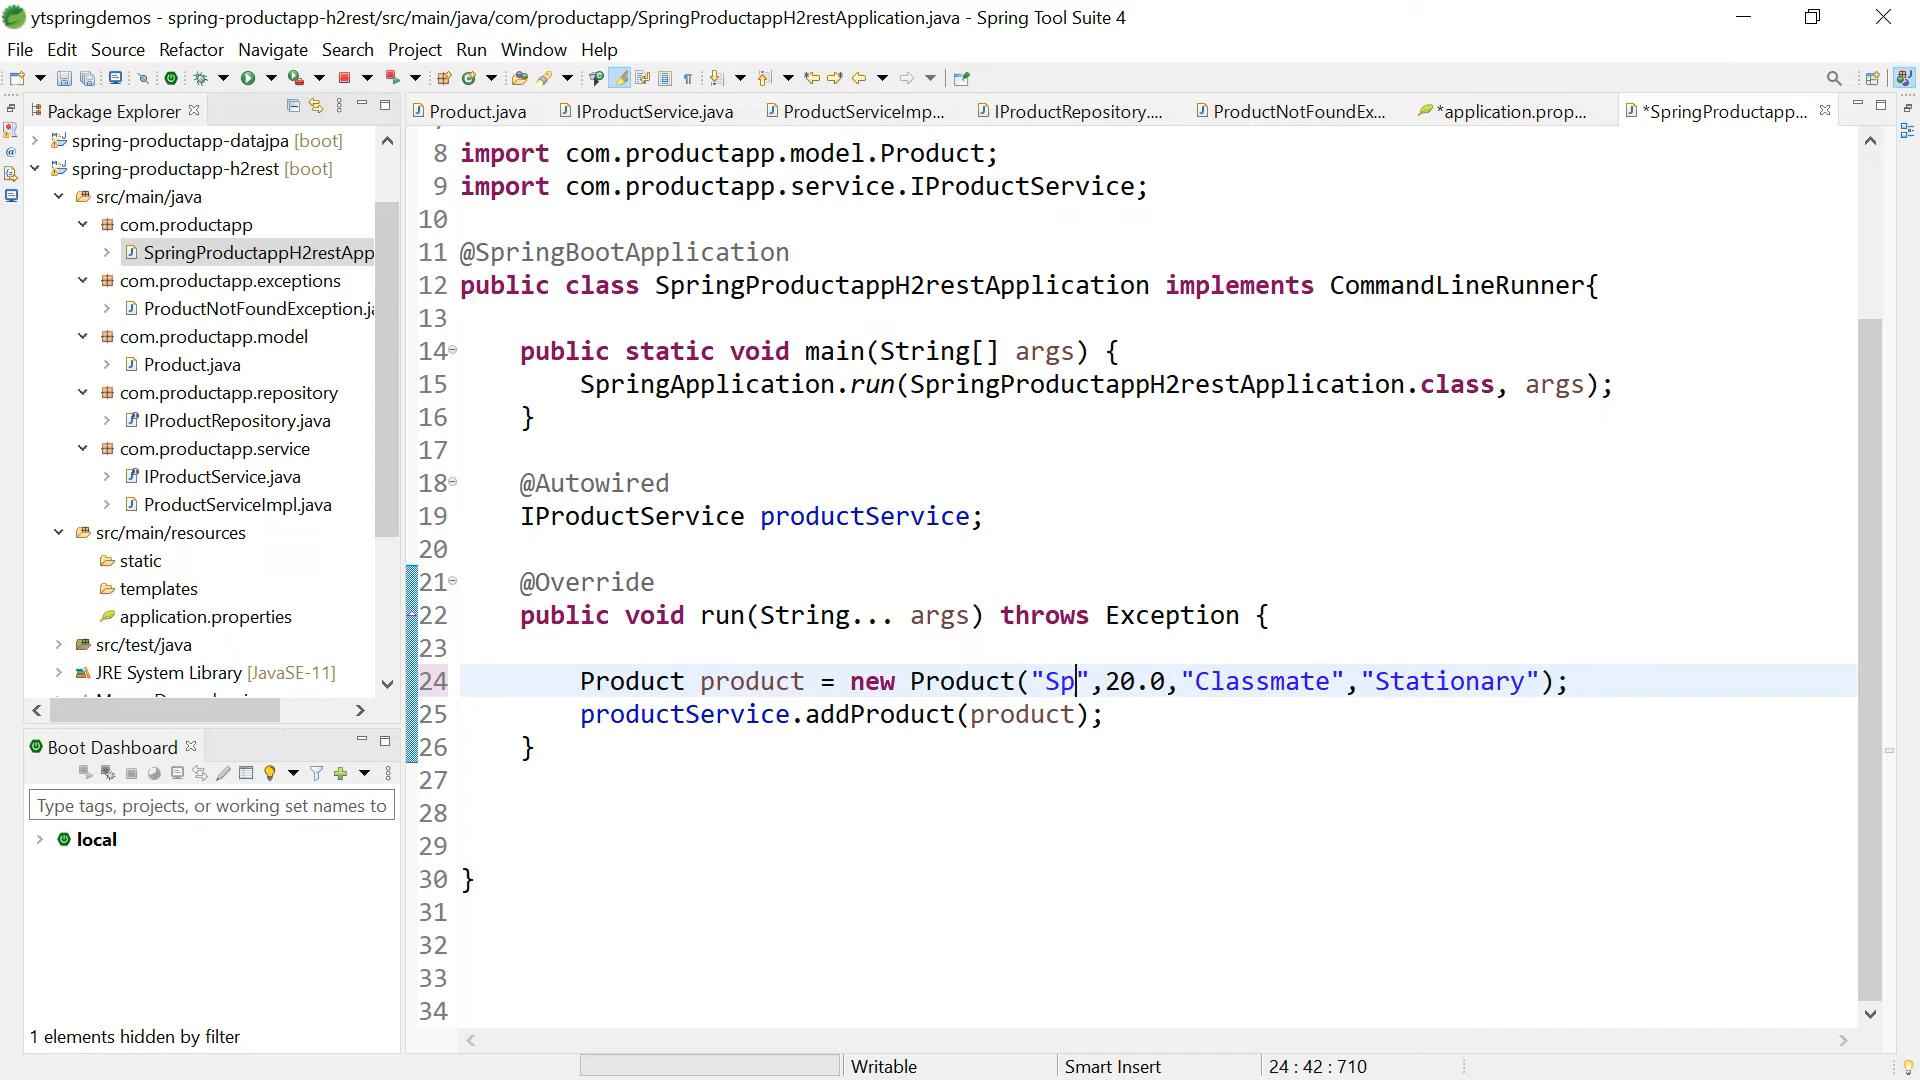 ytspringdemos - spring-productapp-h2rest/src/main/java/com/productapp/SpringProductappH2restApplication.java - Spring Tool Suite 4
File Edit Source Refactor Navigate Search Project Run Window Help
Package Explorer
spring-productapp-datajpa [boot]
spring-productapp-h2rest [boot]
src/main/java
com.productapp
SpringProductappH2restApp
com.productapp.exceptions
ProductNotFoundException.ja
com.productapp.model
Product.java
com.productapp.repository
IProductRepository.java
com.productapp.service
IProductService.java
ProductServiceImpl.java
src/main/resources
static
templates
application.properties
src/test/java
JRE System Library [JavaSE-11]
Boot Dashboard
Type tags, projects, or working set names to
local
1 elements hidden by filter
Product.java IProductService.java ProductServiceImp... IProductRepository.... ProductNotFoundEx... *application.prop... *SpringProductapp...
8 import com.productapp.model.Product;
9 import com.productapp.service.IProductService;
10
11 @SpringBootApplication
12 public class SpringProductappH2restApplication implements CommandLineRunner{
13
14 public static void main(String[] args) {
15 SpringApplication.run(SpringProductappH2restApplication.class, args);
16 }
17
18 @Autowired
19 IProductService productService;
20
21 @Override
22 public void run(String... args) throws Exception {
23
24 Product product = new Product("Sp",20.0,"Classmate","Stationary");
25 productService.addProduct(product);
26 }
27
28
29
30 }
31
32
33
34
Writable Smart Insert 24 : 42 : 710